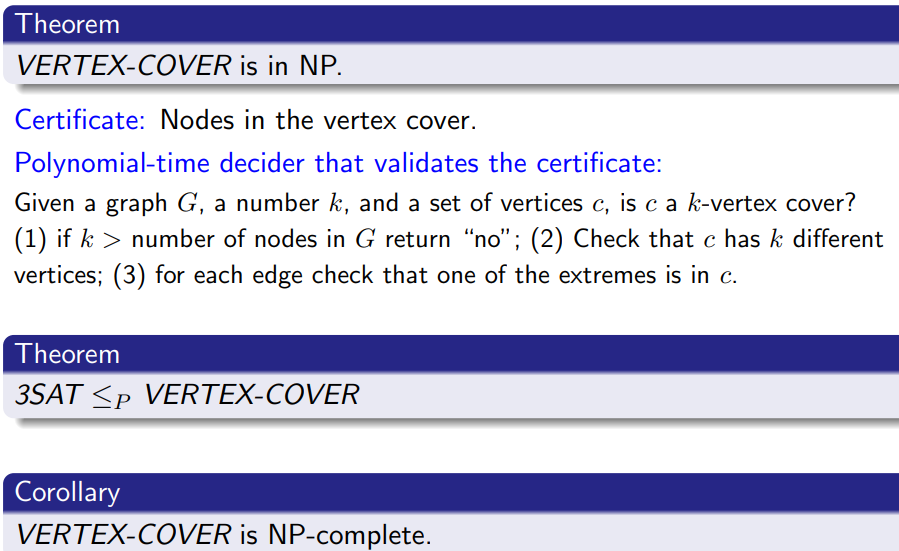 Theorem
VERTEX-COVER is in NP.
Certificate: Nodes in the vertex cover.
Polynomial-time decider that validates the certificate:
Given a graph G, a number k, and a set of vertices c, is c a k-vertex cover?
(1) if k > number of nodes in G return “no”; (2) Check that c has k different
vertices; (3) for each edge check that one of the extremes is in c.
Theorem
3SAT ≤P VERTEX-COVER
Corollary
VERTEX-COVER is NP-complete.